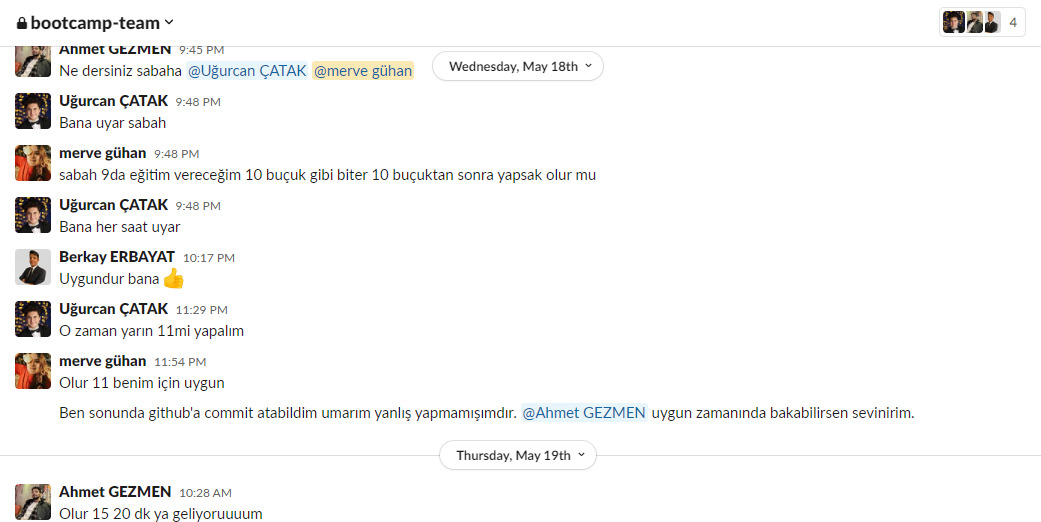 bootcamp-team
4
Ahmet GEZMEN 9:45 PM
Ne dersiniz sabaha @Uğurcan ÇATAK @merve gühan
Wednesday, May 18th
Uğurcan ÇATAK 9:48 PM
Bana uyar sabah
merve gühan 9:48 PM
sabah 9da eğitim vereceğim 10 buçuk gibi biter 10 buçuktan sonra yapsak olur mu
Uğurcan ÇATAK 9:48 PM
Bana her saat uyar
Berkay ERBAYAT 10:17 PM
Uygundur bana 👍
Uğurcan ÇATAK 11:29 PM
O zaman yarın 11mi yapalım
merve gühan 11:54 PM
Olur 11 benim için uygun
Ben sonunda github'a commit atabildim umarım yanlış yapmamışımdır. @Ahmet GEZMEN uygun zamanında bakabilirsen sevinirim.
Thursday, May 19th
Ahmet GEZMEN 10:28 AM
Olur 15 20 dk ya geliyoruuuum